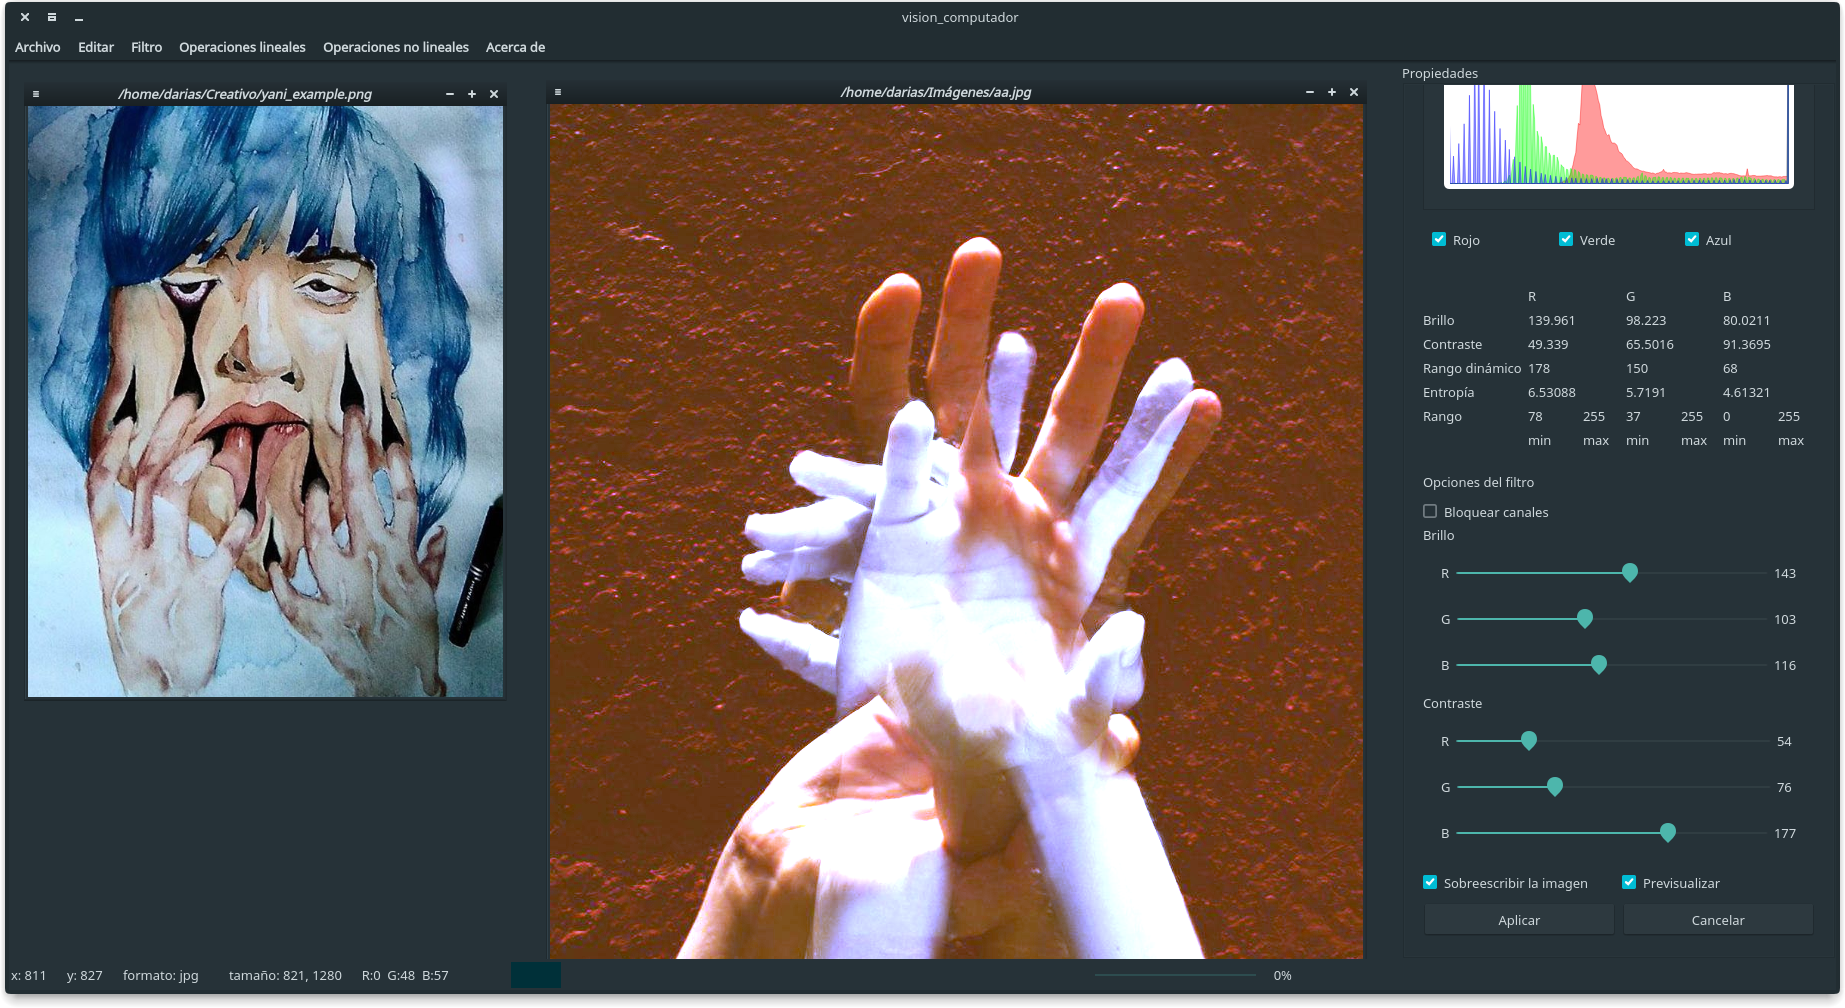 vision_computador
Archivo Editar Filtro Operaciones lineales Operaciones no lineales Acerca de
/home/darias/Creativo/yani_example.png
/home/darias/Imágenes/aa.jpg
Propiedades
Rojo Verde Azul
R G B
Brillo 139.961 98.223 80.0211
Contraste 49.339 65.5016 91.3695
Rango dinámico 178 150 68
Entropía 6.53088 5.7191 4.61321
Rango 78 255 37 255 0 255
min max min max min max
Opciones del filtro
Bloquear canales
Brillo
R 143
G 103
B 116
Contraste
R 54
G 76
B 177
Sobreescribir la imagen Previsualizar
Aplicar Cancelar
x: 811 y: 827 formato: jpg tamaño: 821, 1280 R:0 G:48 B:57 0%